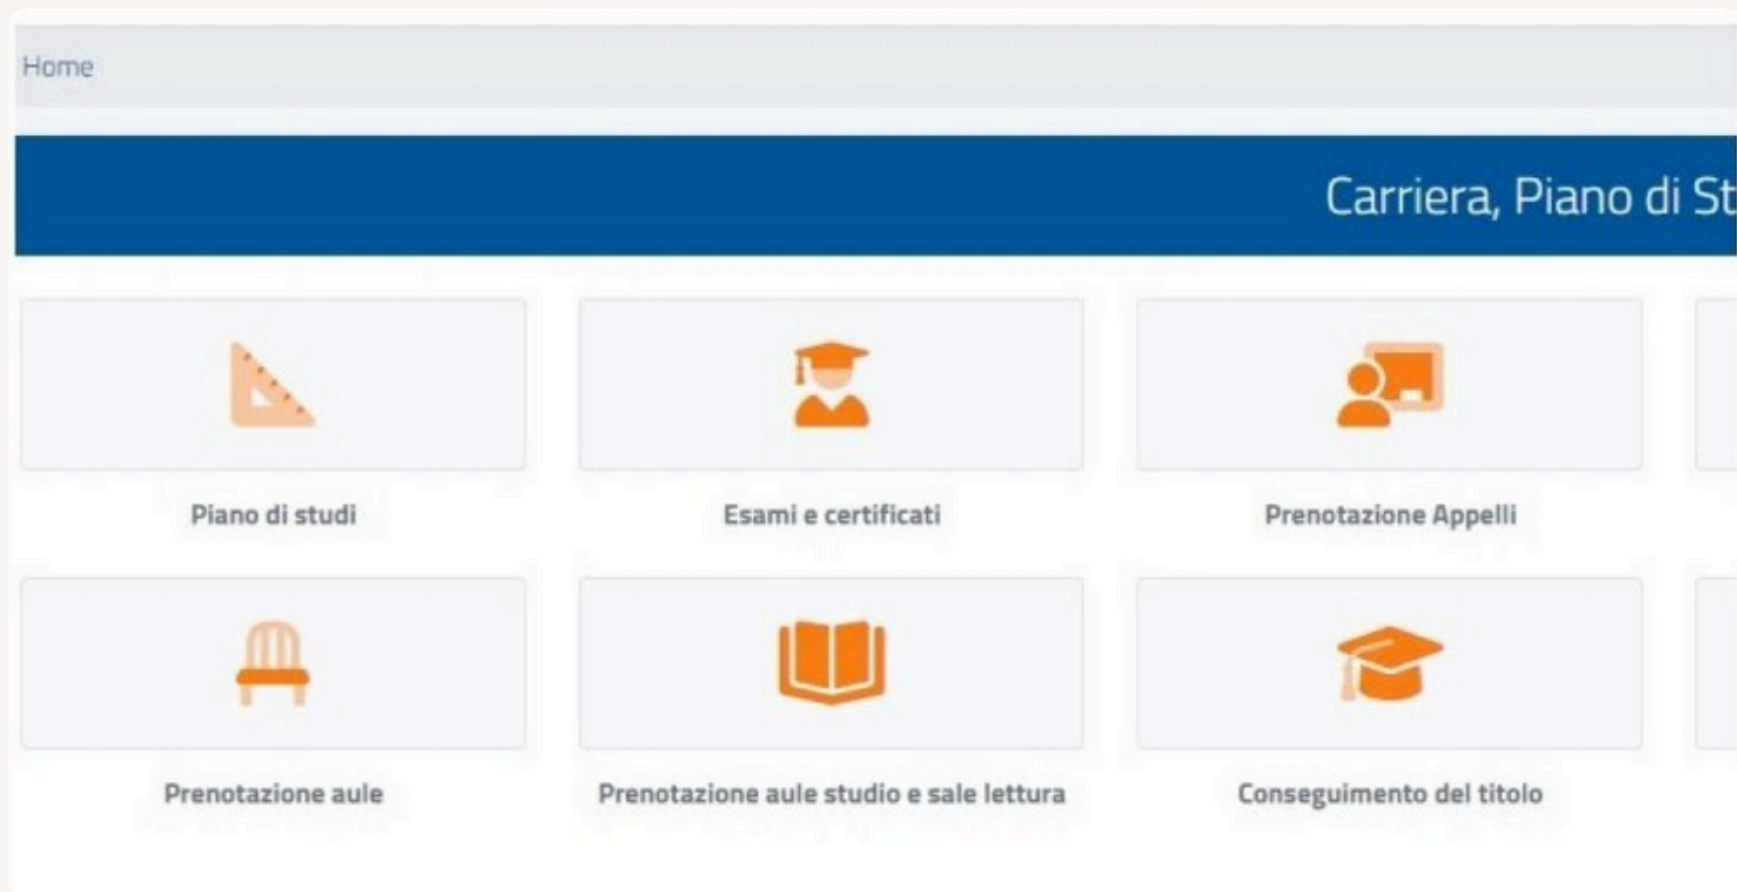 Home
Carriera, Piano di St
Piano di studi
Esami e certificati
Prenotazione Appelli
Prenotazione aule
Prenotazione aule studio e sale lettura
Conseguimento del titolo